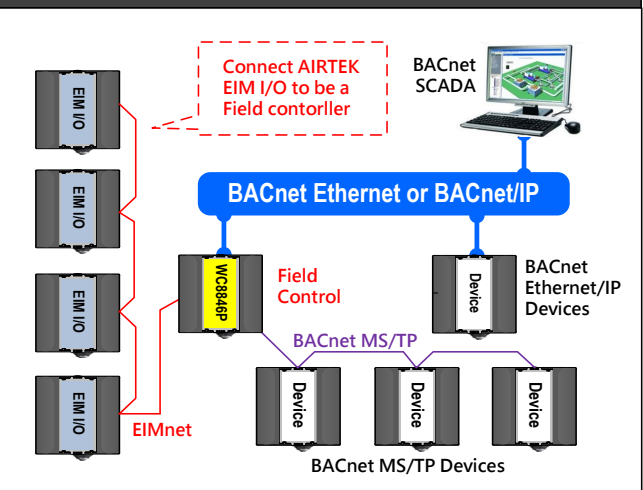 Connect AIRTEK
EIM I/O to be a
Field contorller
BACnet
SCADA
BACnet Ethernet or BACnet/IP
EIM I/O
EIM I/O
EIM I/O
EIM I/O
EIMnet
WC8846P
Field
Control
Device
BACnet
Ethernet/IP
Devices
BACnet MS/TP
Device
Device
Device
BACnet MS/TP Devices